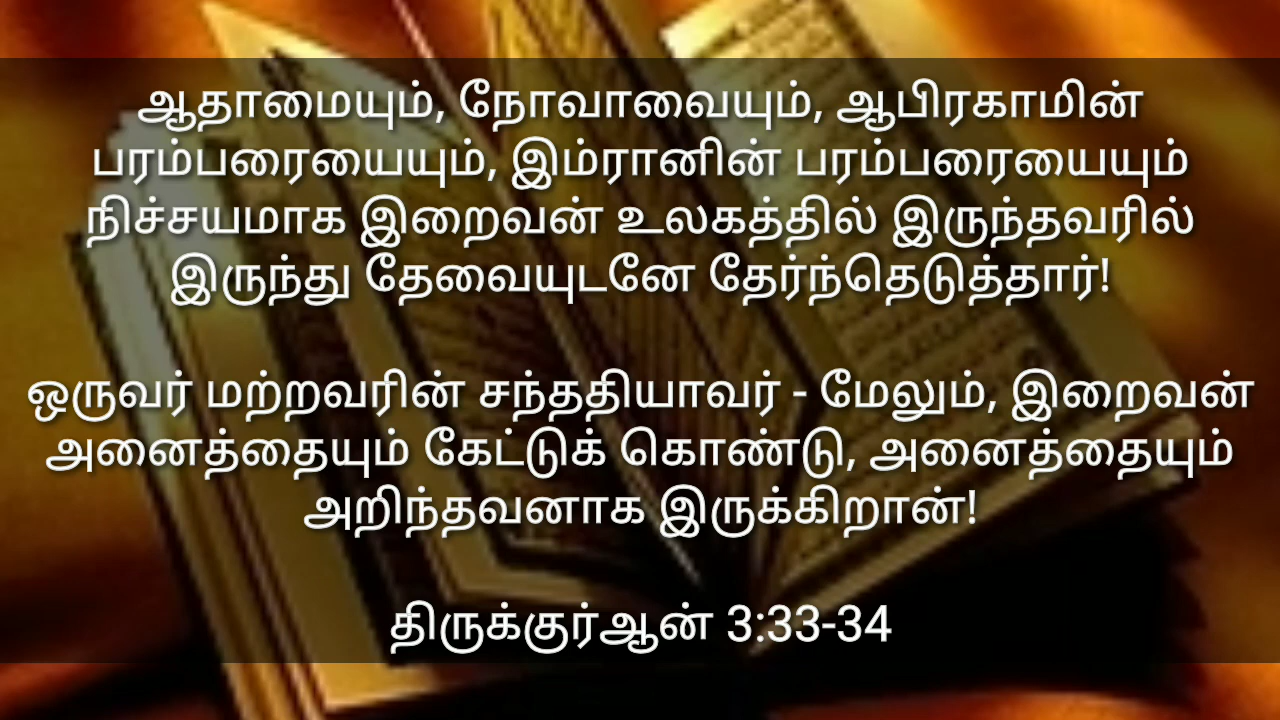 ஆதாமையும், நோவாவையும், ஆபிரகாமின்
பரம்பரையையும், இம்ரானின் பரம்பரையையும்
நிச்சயமாக இறைவன் உலகத்தில் இருந்தவரில்
இருந்து தேவையுடனே தேர்ந்தெடுத்தார்!
ஒருவர் மற்றவரின் சந்ததியாவர் - மேலும், இறைவன்
அனைத்தையும் கேட்டுக் கொண்டு, அனைத்தையும்
அறிந்தவனாக இருக்கிறான்!
திருக்குர்ஆன் 3:33-34